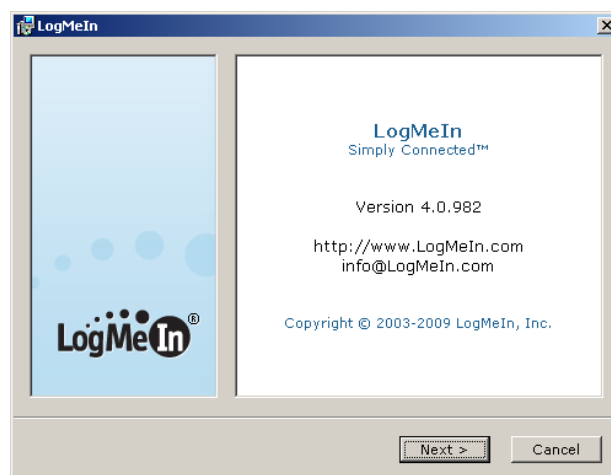 LogMeIn
LogMeIn
Simply Connected™
Version 4.0.982
http://www.LogMeIn.com
info@LogMeIn.com
LogMeIn®
Copyright © 2003-2009 LogMeIn, Inc.
Next >
Cancel